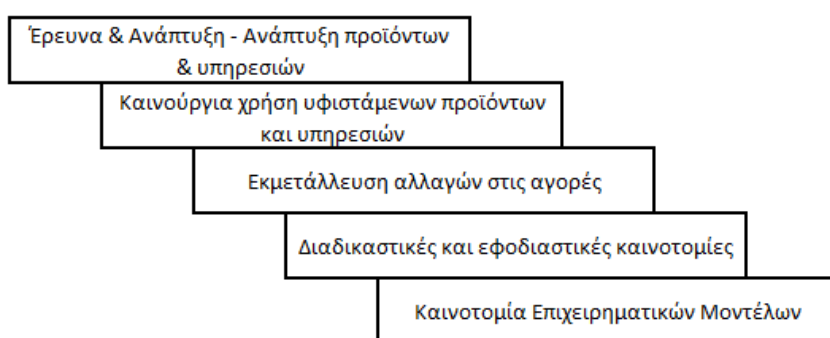 Έρευνα & Ανάπτυξη - Ανάπτυξη προϊόντων
& υπηρεσιών
Καινούργια χρήση υφιστάμενων προϊόντων
και υπηρεσιών
Εκμετάλλευση αλλαγών στις αγορές
Διαδικαστικές και εφοδιαστικές καινοτομίες
Καινοτομία Επιχειρηματικών Μοντέλων